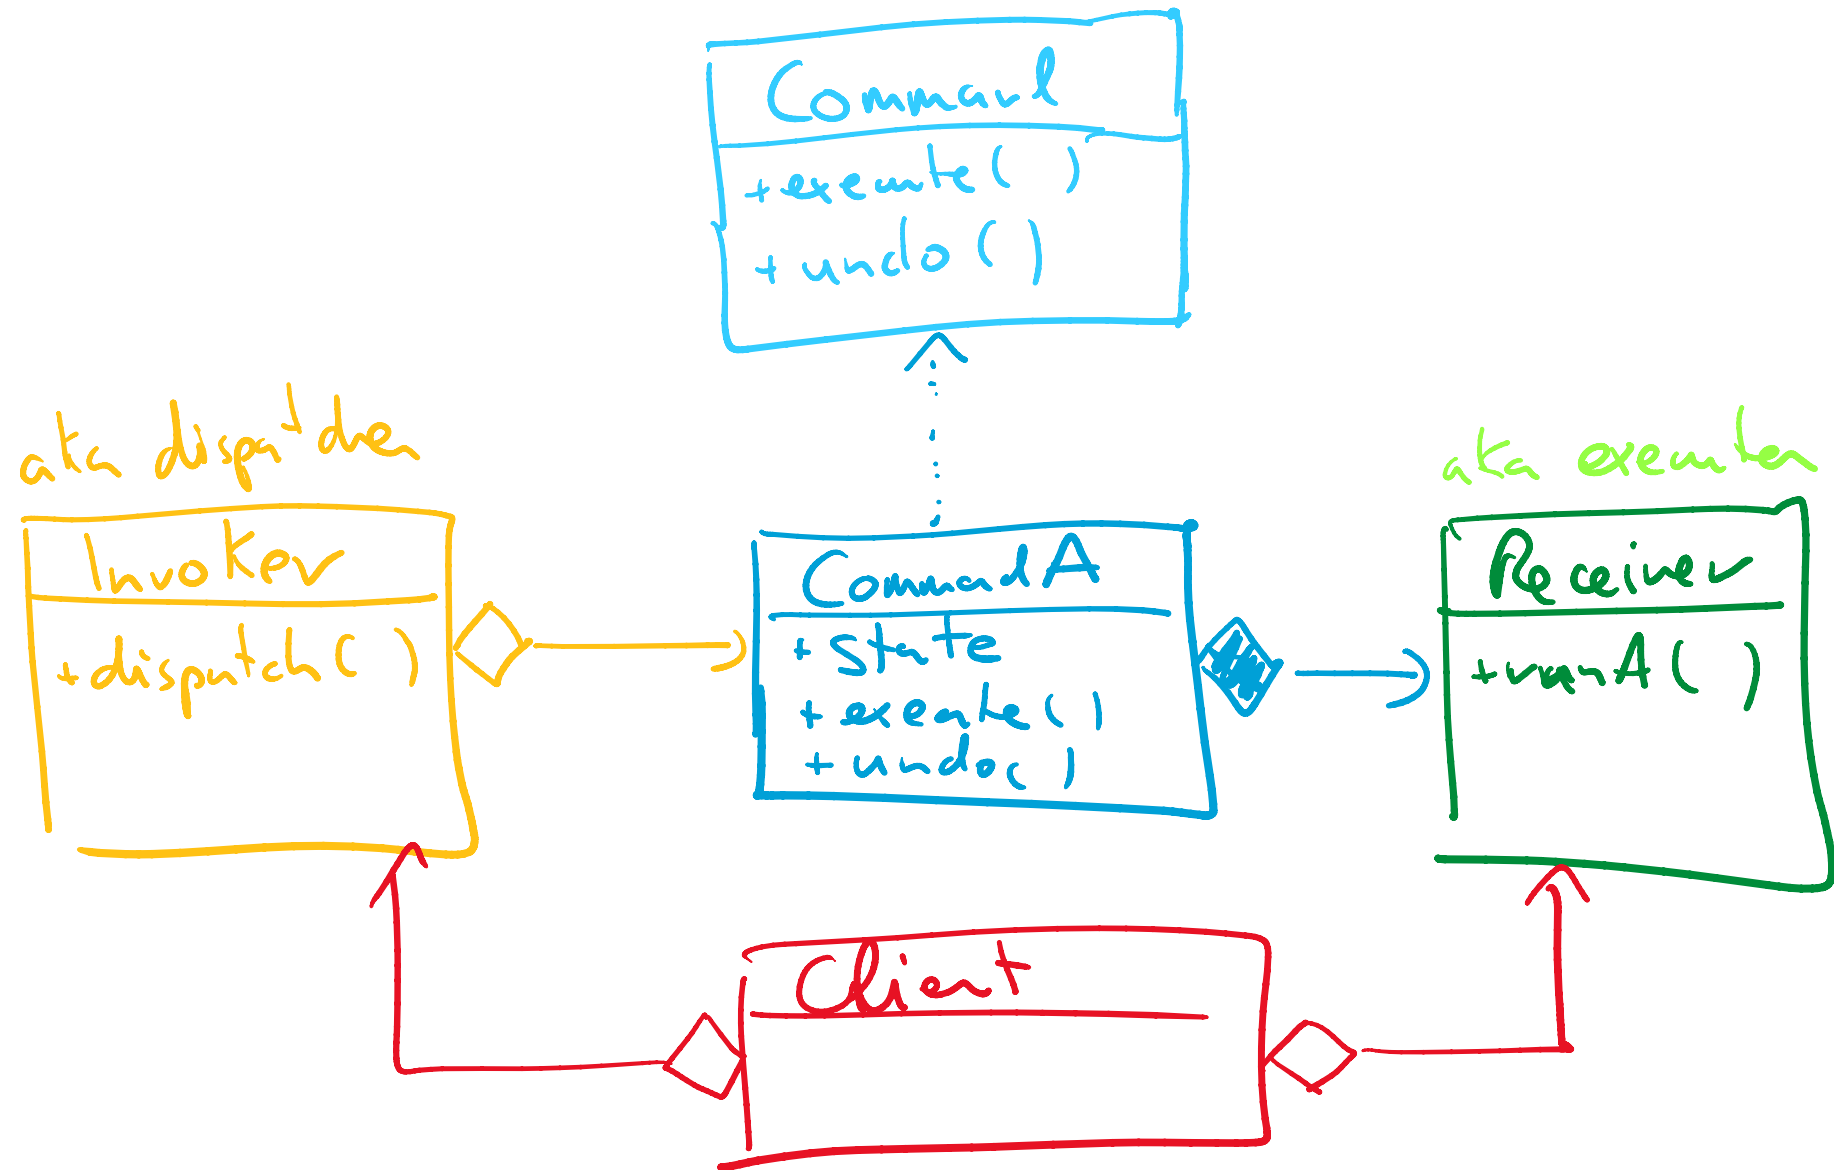 Command
+execute( )
+ undo ( )
aka dispatcher
Invoker
+dispatch( )
CommandA
+ state
+ execute( )
+ undo( )
aka executer
Receiver
+runA( )
Client